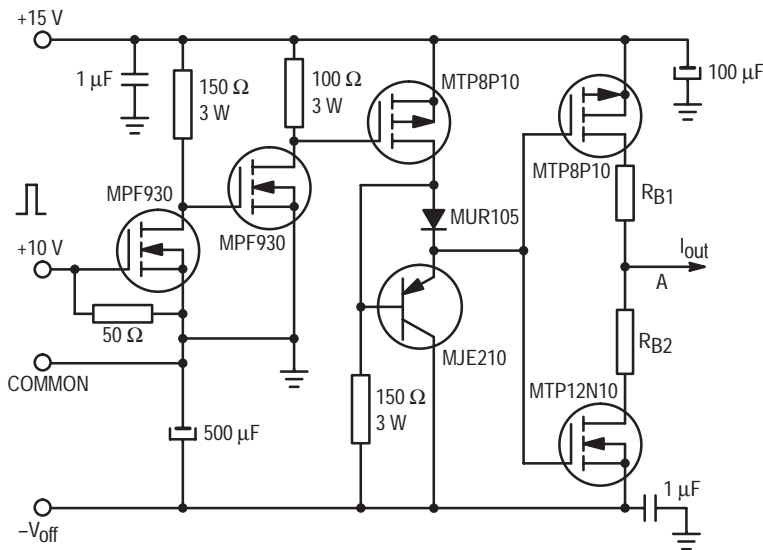 +15 V
1 μF
150 Ω
3 W
100 Ω
3 W
MTP8P10
100 μF
MPF930
MPF930
MTP8P10
RB1
MUR105
+10 V
Iout
A
50 Ω
MJE210
RB2
COMMON
MTP12N10
150 Ω
3 W
500 μF
1 μF
–Voff